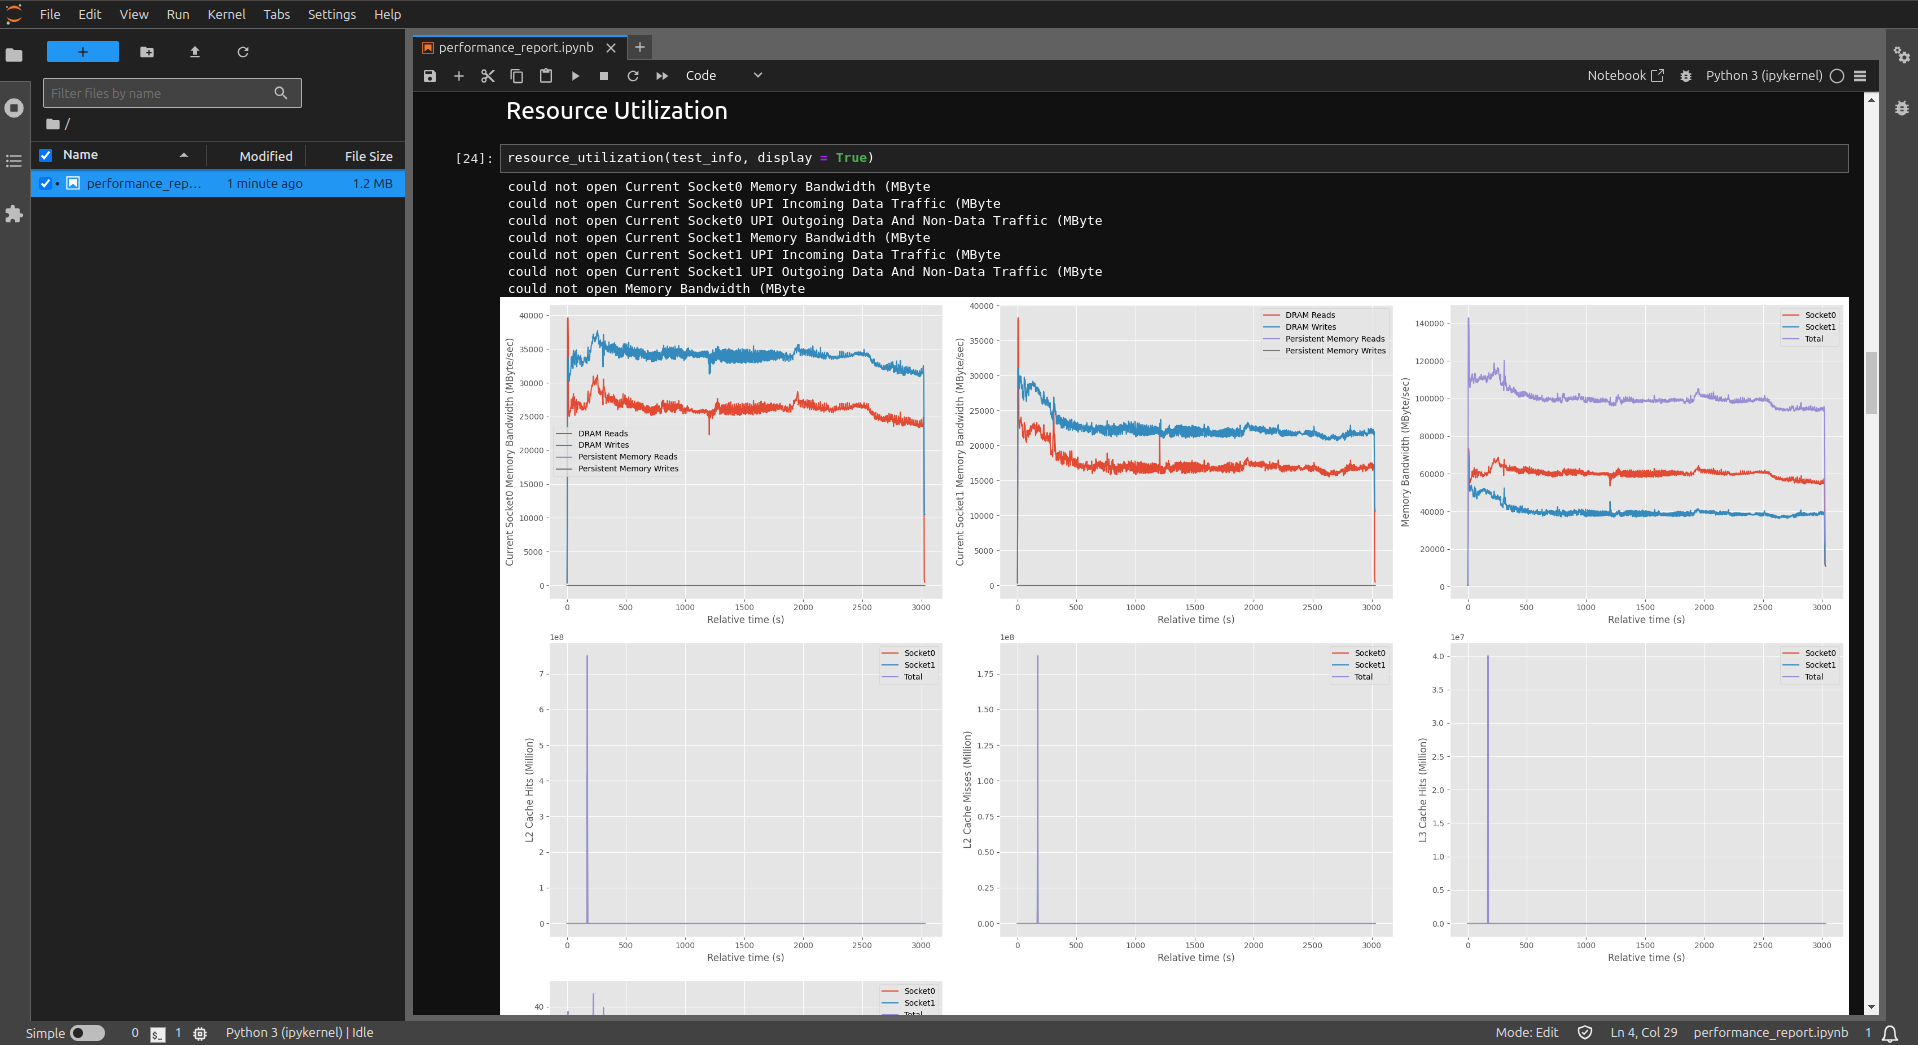 File Edit View Run Kernel Tabs Settings Help
+
Filter files by name
/
Name Modified File Size
performance_rep... 1 minute ago 1.2 MB
performance_report.ipynb
Code
Notebook Python 3 (ipykernel)
Resource Utilization
[24]: resource_utilization(test_info, display = True)
could not open Current Socket0 Memory Bandwidth (MByte
could not open Current Socket0 UPI Incoming Data Traffic (MByte
could not open Current Socket0 UPI Outgoing Data And Non-Data Traffic (MByte
could not open Current Socket1 Memory Bandwidth (MByte
could not open Current Socket1 UPI Incoming Data Traffic (MByte
could not open Current Socket1 UPI Outgoing Data And Non-Data Traffic (MByte
could not open Memory Bandwidth (MByte
Current Socket0 Memory Bandwidth (MByte/sec)
40000
35000
30000
25000
20000
15000
10000
5000
0
DRAM Reads
DRAM Writes
Persistent Memory Reads
Persistent Memory Writes
0 500 1000 1500 2000 2500 3000
Relative time (s)
Current Socket1 Memory Bandwidth (MByte/sec)
40000
35000
30000
25000
20000
15000
10000
5000
0
DRAM Reads
DRAM Writes
Persistent Memory Reads
Persistent Memory Writes
0 500 1000 1500 2000 2500 3000
Relative time (s)
Memory Bandwidth (MByte/sec)
140000
120000
100000
80000
60000
40000
20000
0
Socket0
Socket1
Total
0 500 1000 1500 2000 2500 3000
Relative time (s)
1e8
L2 Cache Hits (Million)
7
6
5
4
3
2
1
0
Socket0
Socket1
Total
0 500 1000 1500 2000 2500 3000
Relative time (s)
1e8
L2 Cache Misses (Million)
1.75
1.50
1.25
1.00
0.75
0.50
0.25
0.00
Socket0
Socket1
Total
0 500 1000 1500 2000 2500 3000
Relative time (s)
1e7
L3 Cache Hits (Million)
4.0
3.5
3.0
2.5
2.0
1.5
1.0
0.5
0.0
Socket0
Socket1
Total
0 500 1000 1500 2000 2500 3000
Relative time (s)
40
Socket0
Socket1
Total
Simple 0 $_ 1 Python 3 (ipykernel) | Idle
Mode: Edit Ln 4, Col 29 performance_report.ipynb 1